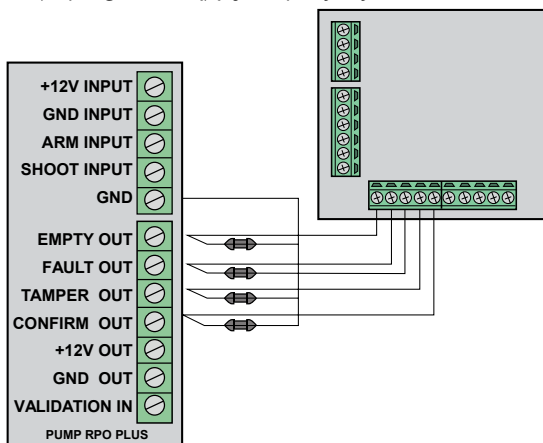 +12V INPUT
GND INPUT
ARM INPUT
SHOOT INPUT
GND
EMPTY OUT
FAULT OUT
TAMPER OUT
CONFIRM OUT
+12V OUT
GND OUT
VALIDATION IN
PUMP RPO PLUS